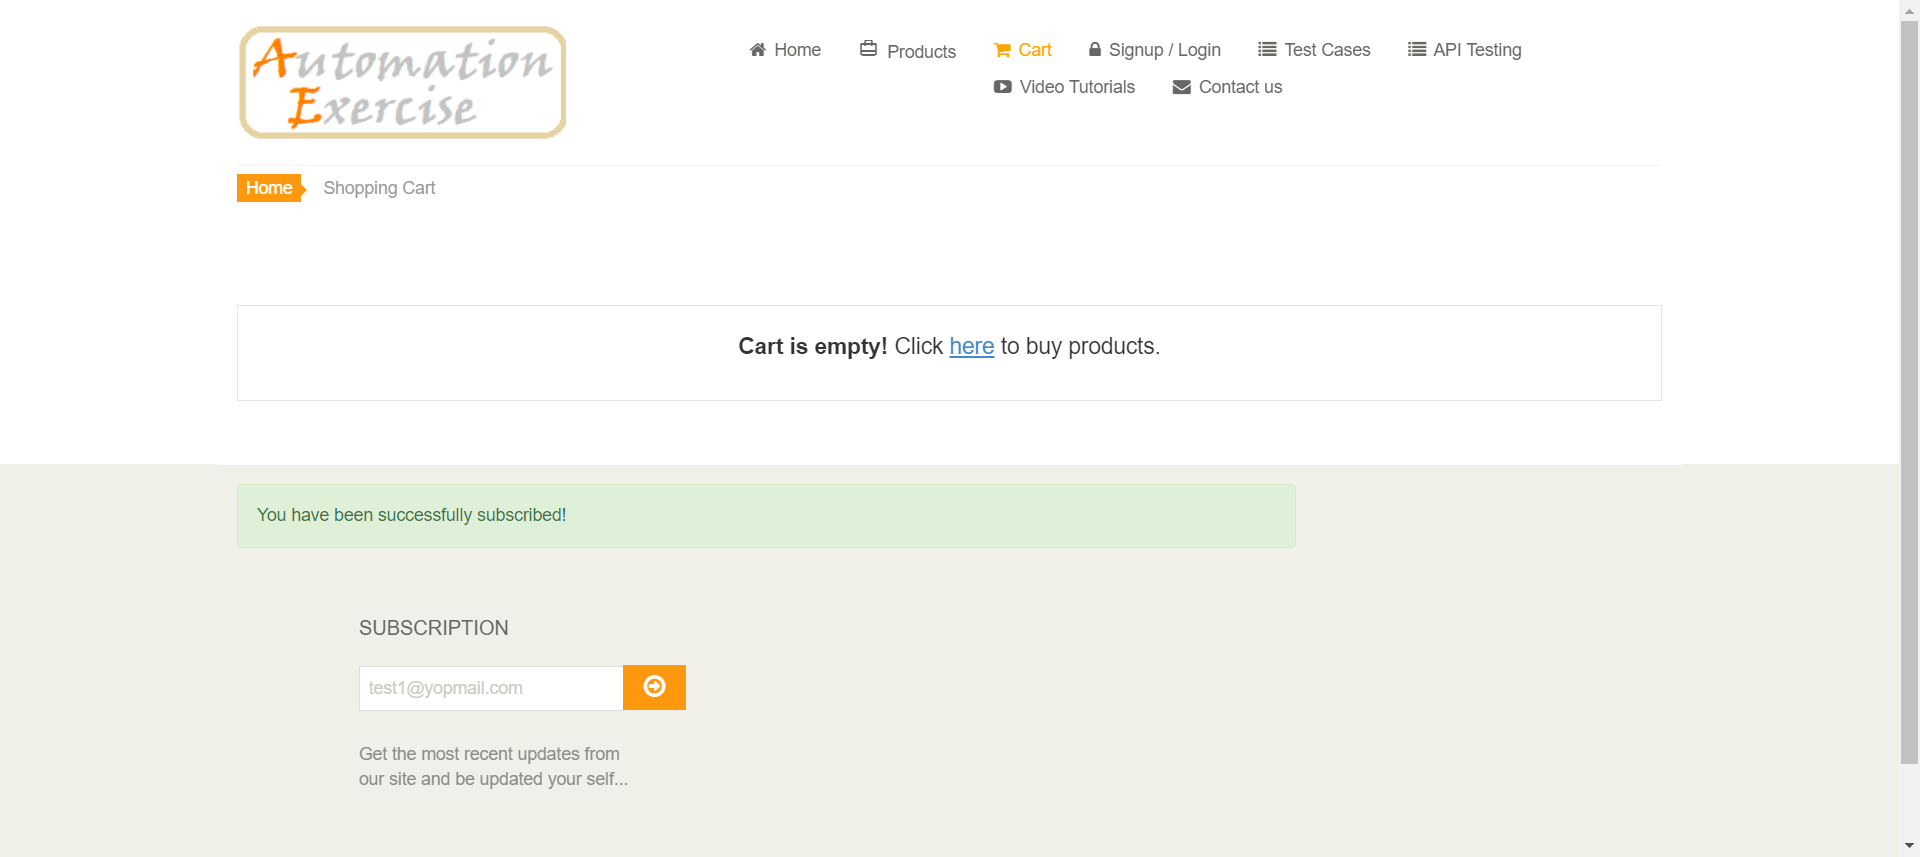 Automation
Exercise
Home
Products
Cart
Signup / Login
Test Cases
API Testing
Video Tutorials
Contact us
Home
Shopping Cart
Cart is empty! Click here to buy products.
You have been successfully subscribed!
SUBSCRIPTION
test1@yopmail.com
Get the most recent updates from
our site and be updated your self...